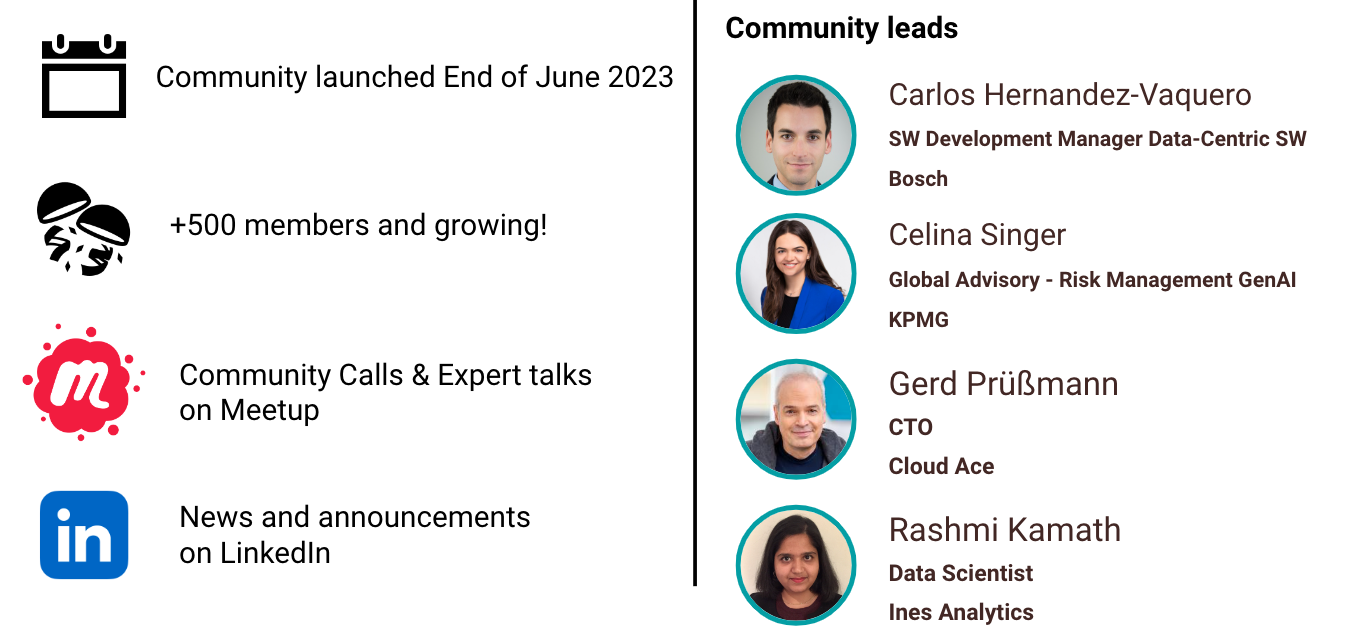 Community launched End of June 2023
+500 members and growing!
Community Calls & Expert talks
on Meetup
in
News and announcements
on LinkedIn
Community leads
Carlos Hernandez-Vaquero
SW Development Manager Data-Centric SW
Bosch
Celina Singer
Global Advisory - Risk Management GenAI
KPMG
Gerd Prüßmann
CTO
Cloud Ace
Rashmi Kamath
Data Scientist
Ines Analytics